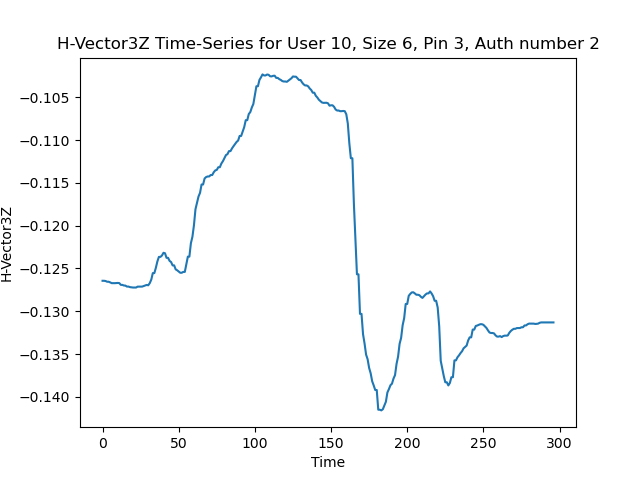 H-Vector3Z Time-Series for User 10, Size 6, Pin 3, Auth number 2
−0.105
−0.110
−0.115
−0.120
−0.125
−0.130
−0.135
−0.140
H-Vector3Z
0 50 100 150 200 250 300
Time